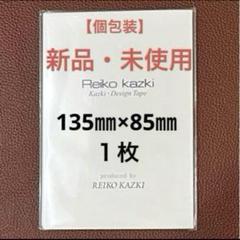 【個包装】
新品・未使用
Reiko kazki
Kazki・Design Tape
135㎜×85㎜
１枚
produced by
REIKO KAZKI